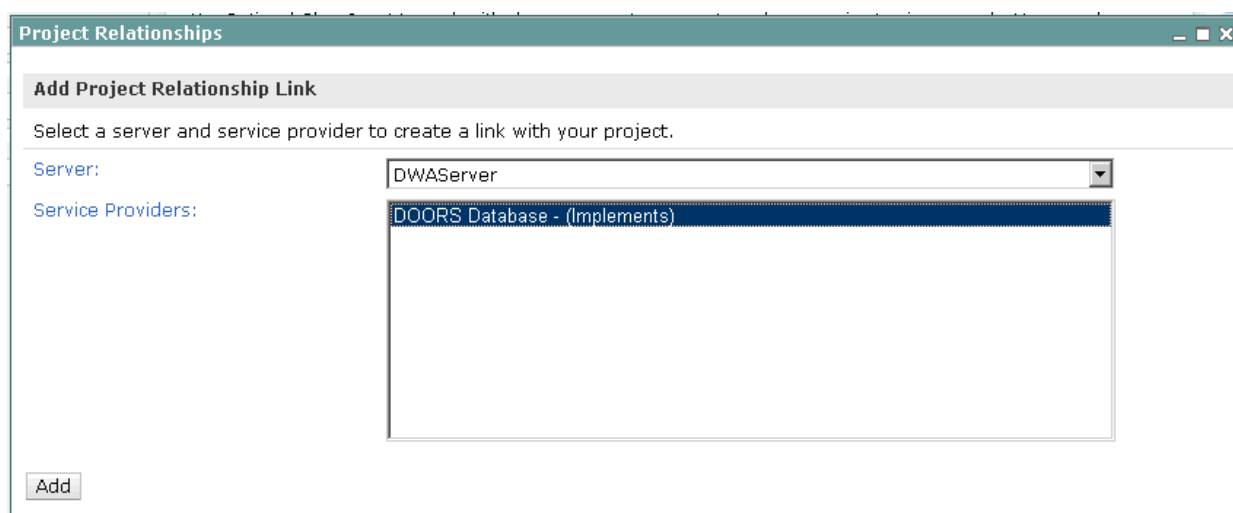 Project Relationships
Add Project Relationship Link
Select a server and service provider to create a link with your project.
Server:
DWAServer
Service Providers:
DOORS Database - (Implements)
Add